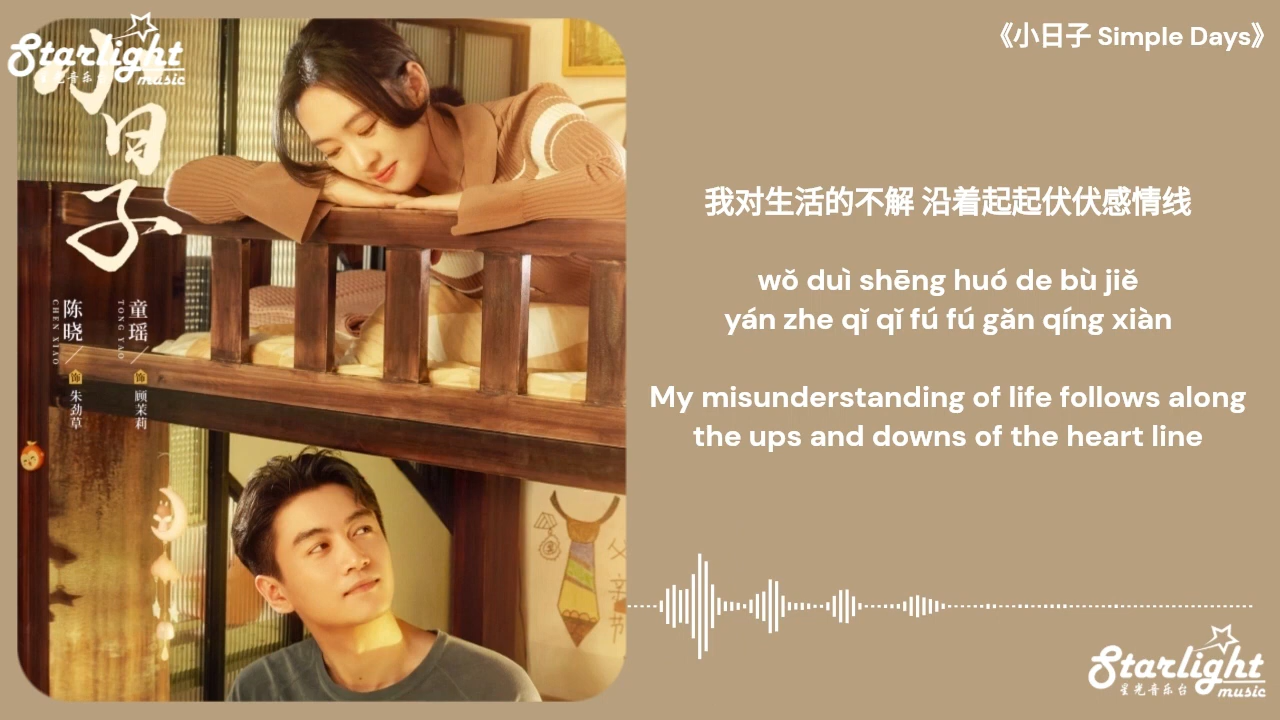 Starlight
星光音乐台
music
小日子
陈晓
CHEN XIAO
饰
朱劲草
童瑶
TONG YAO
饰
顾茉莉
父亲节
《小日子 Simple Days》
我对生活的不解 沿着起起伏伏感情线
wǒ duì shēng huó de bù jiě
yán zhe qǐ qǐ fú fú gǎn qíng xiàn
My misunderstanding of life follows along
the ups and downs of the heart line
Starlight
星光音乐台
music